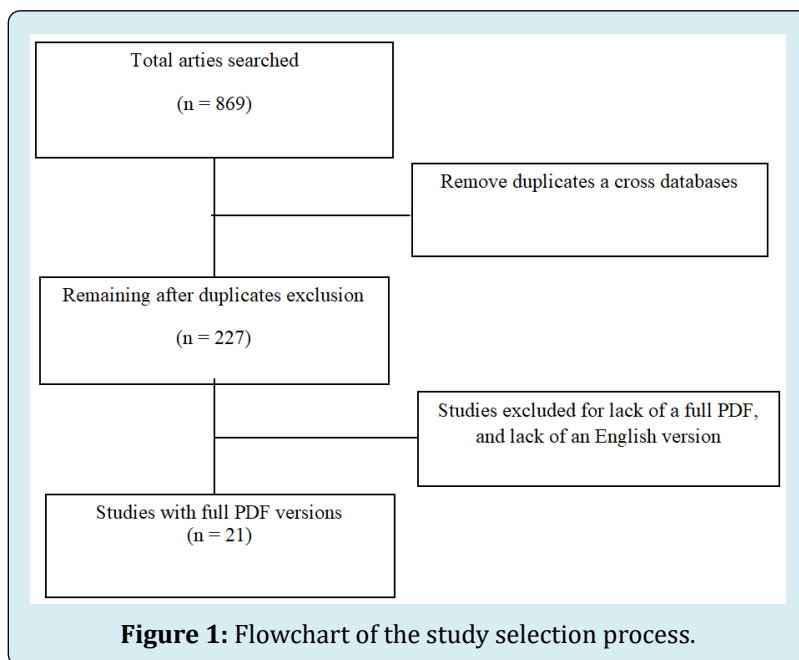 Total arties searched
(n = 869)
Remove duplicates a cross databases
Remaining after duplicates exclusion
(n = 227)
Studies excluded for lack of a full PDF,
and lack of an English version
Studies with full PDF versions
(n = 21)
Figure 1: Flowchart of the study selection process.